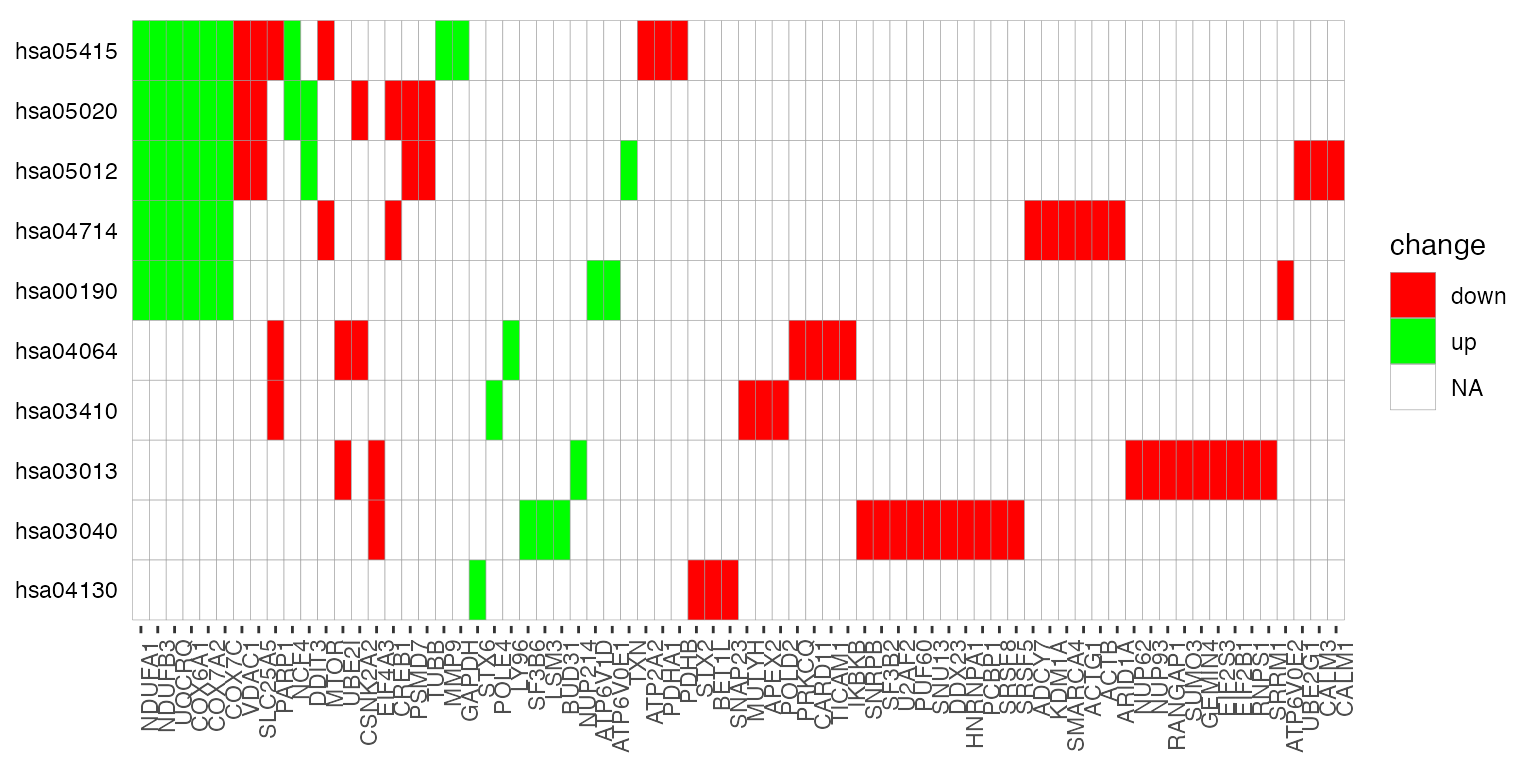 hsa05415
hsa05020
hsa05012
hsa04714
hsa00190
hsa04064
hsa03410
hsa03013
hsa03040
hsa04130
NDUFA1
NDUFB3
UQCRQ
COX6A1
COX7A2
COX7C
VDAC1
SLC25A5
PARP1
NCF4
DDIT3
MTOR
UBE2I
CSNK2A2
EIF4A3
CREB1
PSMD7
TUBB
MMP9
GAPDH
STX6
POLE4
LY96
SF3B6
LSM3
BUD31
NUP214
ATP6V1D
ATP6V0E1
TXN
ATP2A2
PDHA1
PDHB
STX2
BET1L
SNAP23
MUTYH
APEX2
POLD2
PRKCQ
CARD11
TICAM1
IKBKB
SNRPB
SF3B2
U2AF2
PUF60
SNU13
DDX23
HNRNPA1
PCBP1
SRSF8
SRSF5
ADCY7
KDM1A
SMARCA4
ACTG1
ACTB
ARID1A
NUP62
NUP93
RANGAP1
SUMO3
GEMIN4
EIF2S3
EIF2B1
RNPS1
SRRM1
ATP6V0E2
UBE2G1
CALM3
CALM1
change
down
up
NA